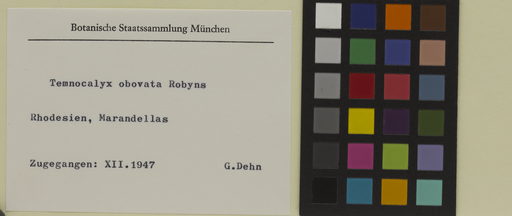 Botanische Staatssammlung München
Temnocalyx obovata Robyns
Rhodesien, Marandellas
Zugegangen: XII.1947 G.Dehn